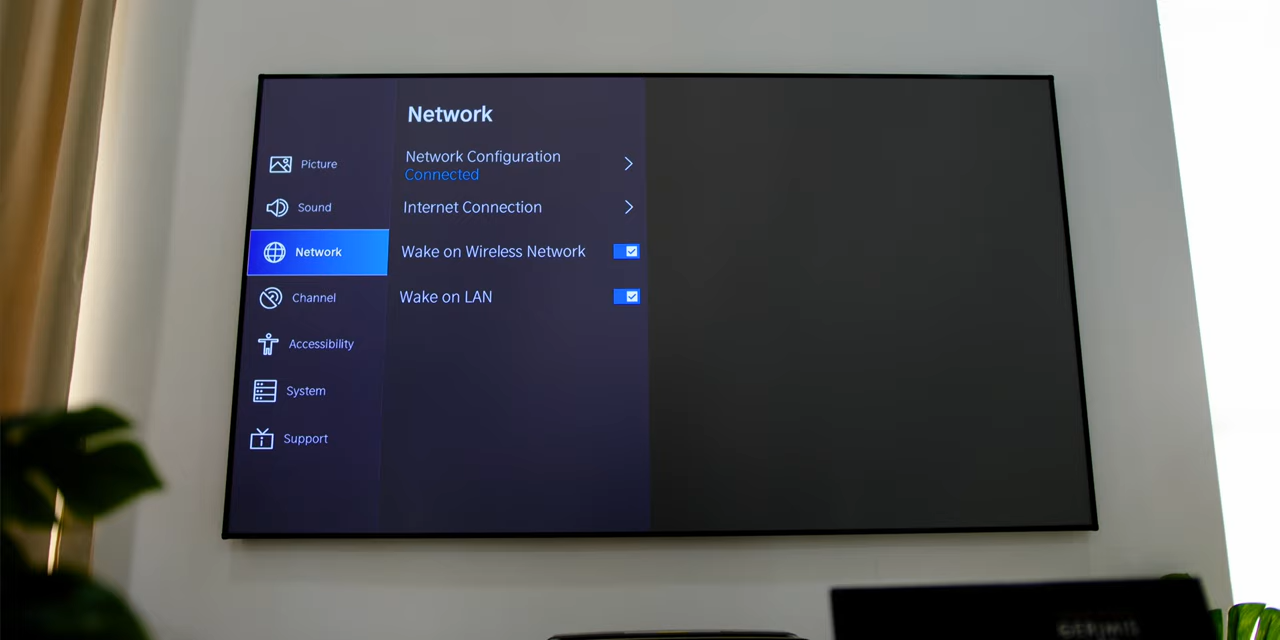 Network
Picture
Network Configuration
Connected
Sound
Internet Connection
Network
Wake on Wireless Network
Channel
Wake on LAN
Accessibility
System
Support